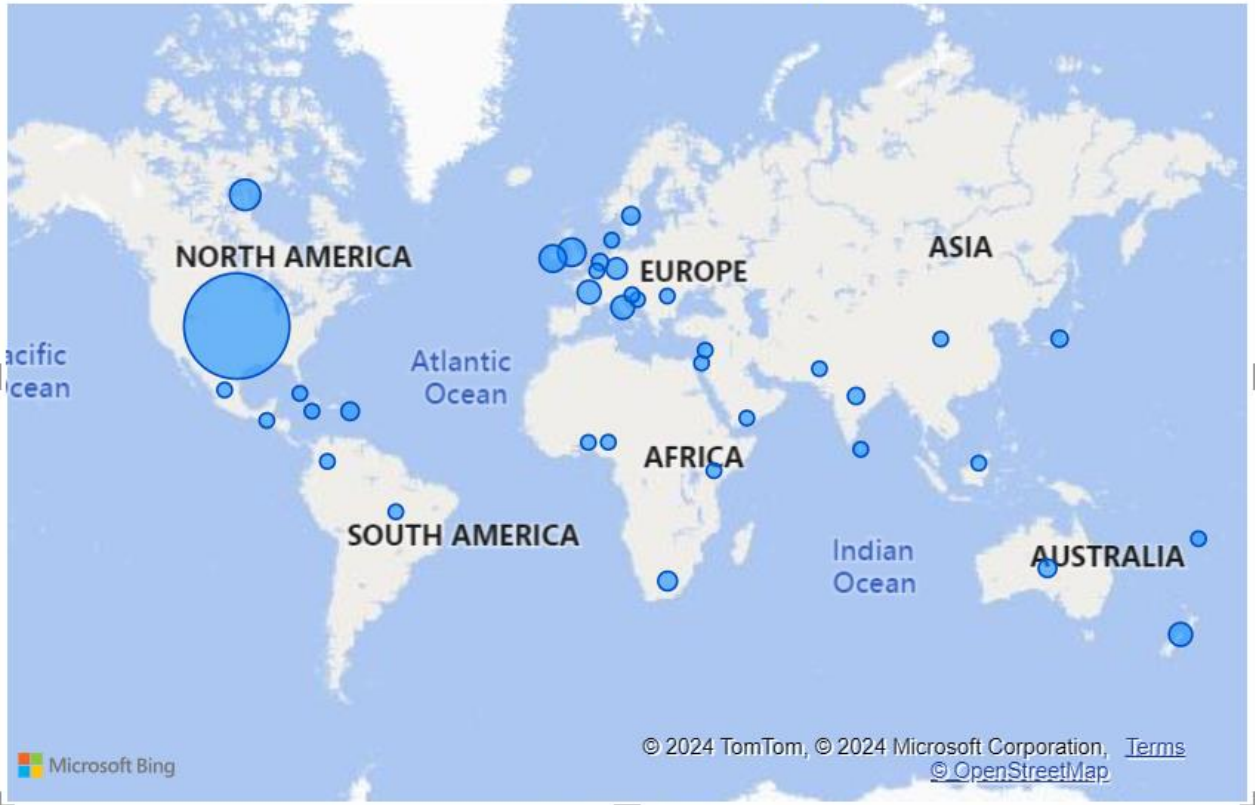 NORTH AMERICA
ASIA
EUROPE
acific
cean
Atlantic
Ocean
AFRICA
SOUTH AMERICA
Indian
Ocean
AUSTRALIA
© 2024 TomTom, © 2024 Microsoft Corporation, Terms
© OpenStreetMap
Microsoft Bing